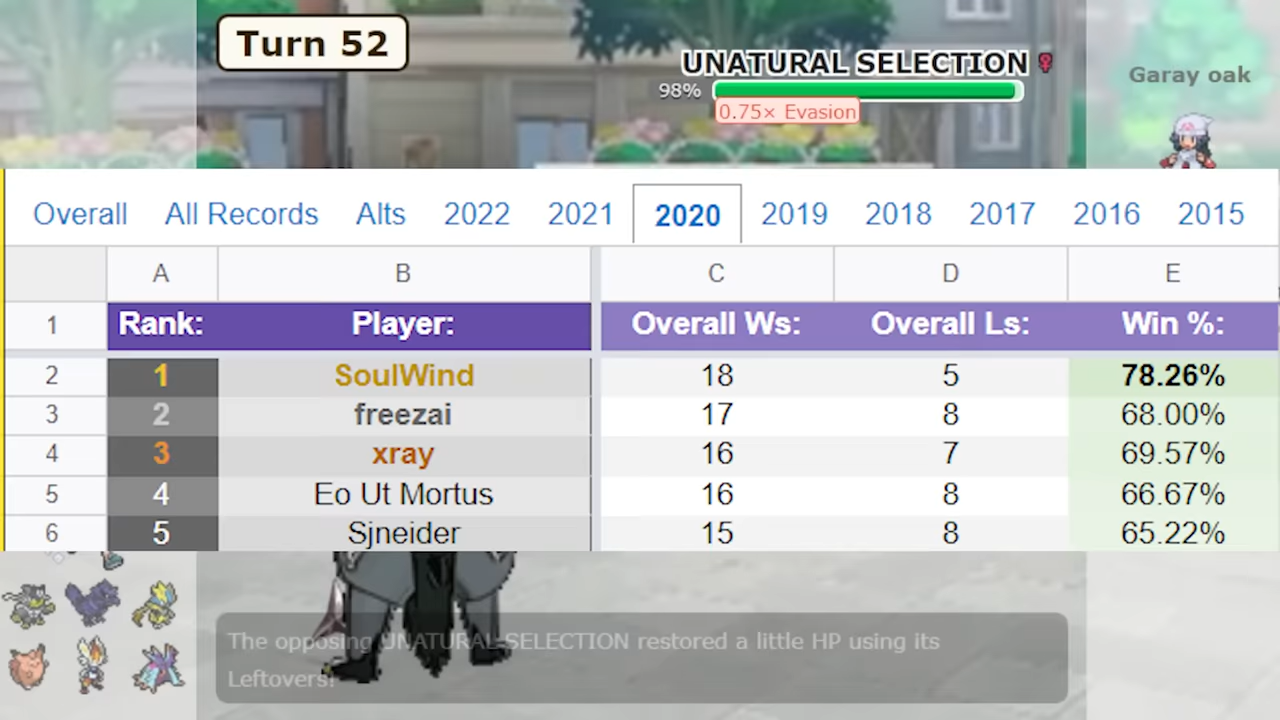 Turn 52
UNATURAL SELECTION
98%
0.75× Evasion
Garay oak
Overall All Records Alts 2022 2021 2020 2019 2018 2017 2016 2015
A B C D E
1 Rank: Player: Overall Ws: Overall Ls: Win %:
2 1 SoulWind 18 5 78.26%
3 2 freezai 17 8 68.00%
4 3 xray 16 7 69.57%
5 4 Eo Ut Mortus 16 8 66.67%
6 5 Sjneider 15 8 65.22%
The opposing UNATURAL SELECTION restored a little HP using its
Leftovers!